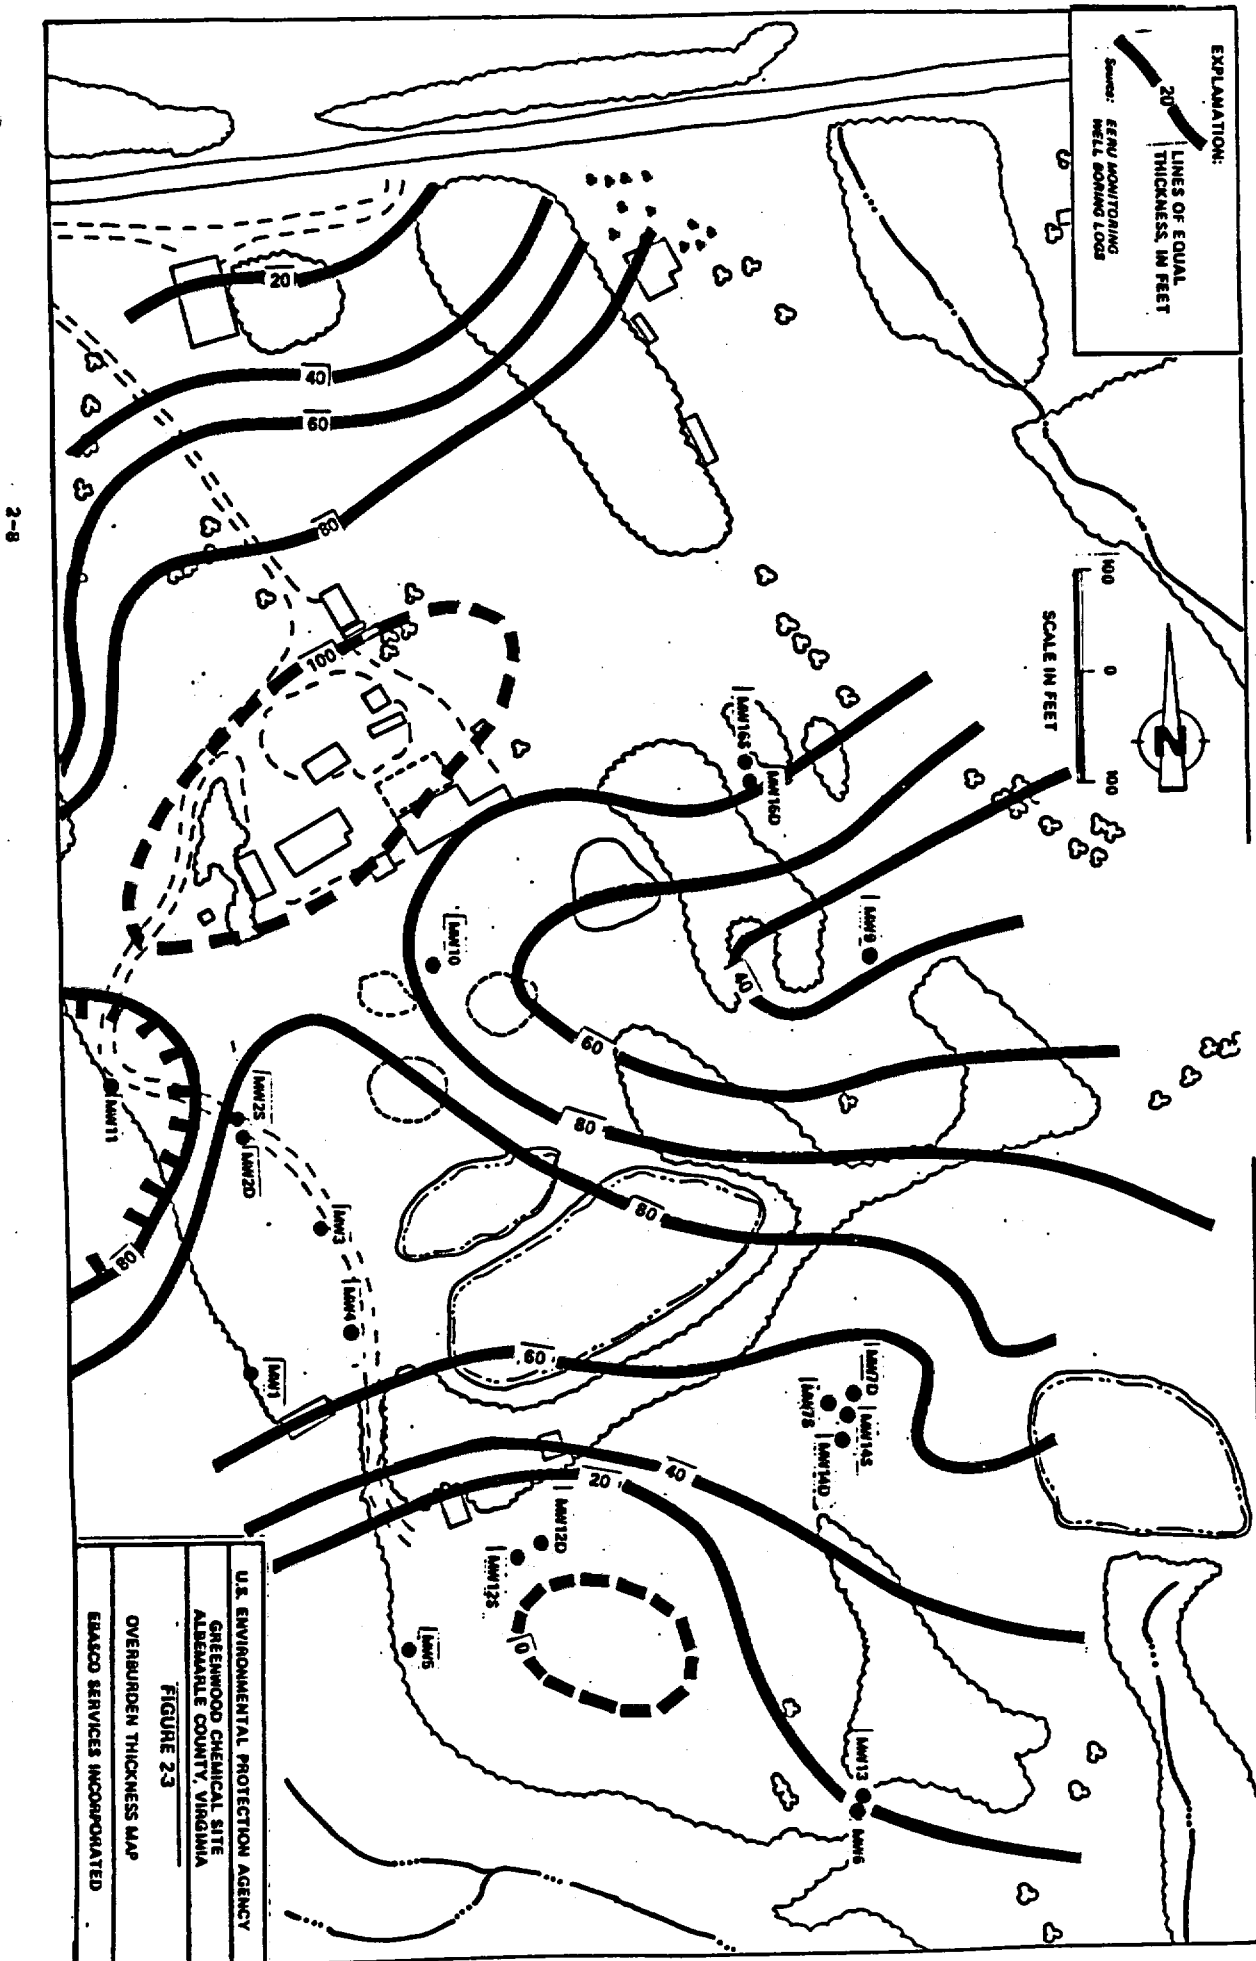 EXPLANATION:
20
LINES OF EQUAL
THICKNESS, IN FEET
Source: EERU MONITORING
WELL BORING LOGS
100 0 100
SCALE IN FEET
N
20
40
60
80
100
MW16S
MW16D
MW9
40
MW10
60
80
80
MW2S
MW2D
MW11
80
MW3
MW4
MW1
60
MW7D
MW7S
MW14S
MW14D
40
20
MW12D
MW12S
0
MW5
MW13
MW6
U.S. ENVIRONMENTAL PROTECTION AGENCY
GREENWOOD CHEMICAL SITE
ALBEMARLE COUNTY, VIRGINIA
FIGURE 2-3
OVERBURDEN THICKNESS MAP
EBASCO SERVICES INCORPORATED
2-8